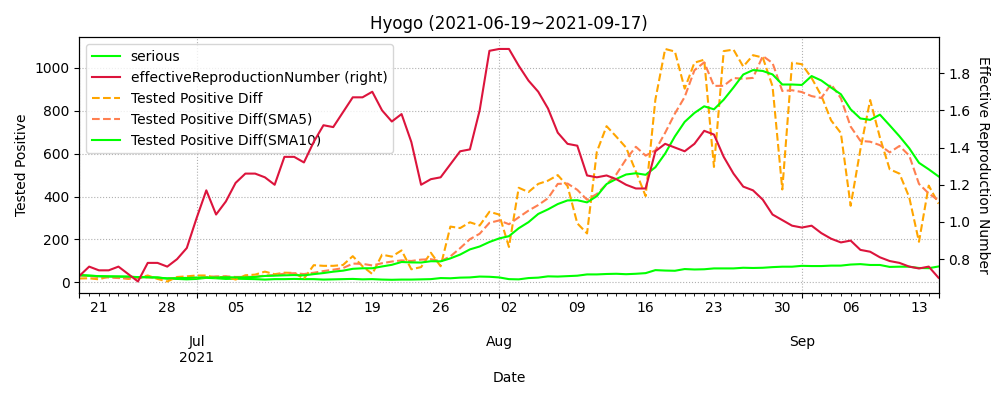 Hyogo (2021-06-19~2021-09-17)
serious
effectiveReproductionNumber (right)
Tested Positive Diff
Tested Positive Diff(SMA5)
Tested Positive Diff(SMA10)
Tested Positive
1000
800
600
400
200
0
1.8
1.6
1.4
1.2
1.0
0.8
Effective Reproduction Number
21 28 05 12 19 26 02 09 16 23 30 06 13
Jul Aug Sep
2021
Date